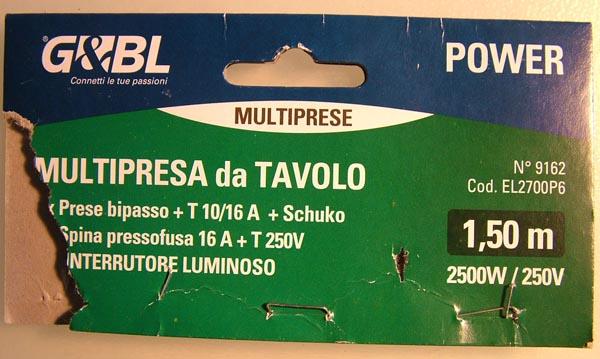 G&BL
®
Connetti le tue passioni
POWER
MULTIPRESE
MULTIPRESA da TAVOLO
Prese bipasso + T 10/16 A + Schuko
Spina pressofusa 16 A + T 250V
INTERRUTORE LUMINOSO
N° 9162
Cod. EL2700P6
1,50 m
2500W / 250V